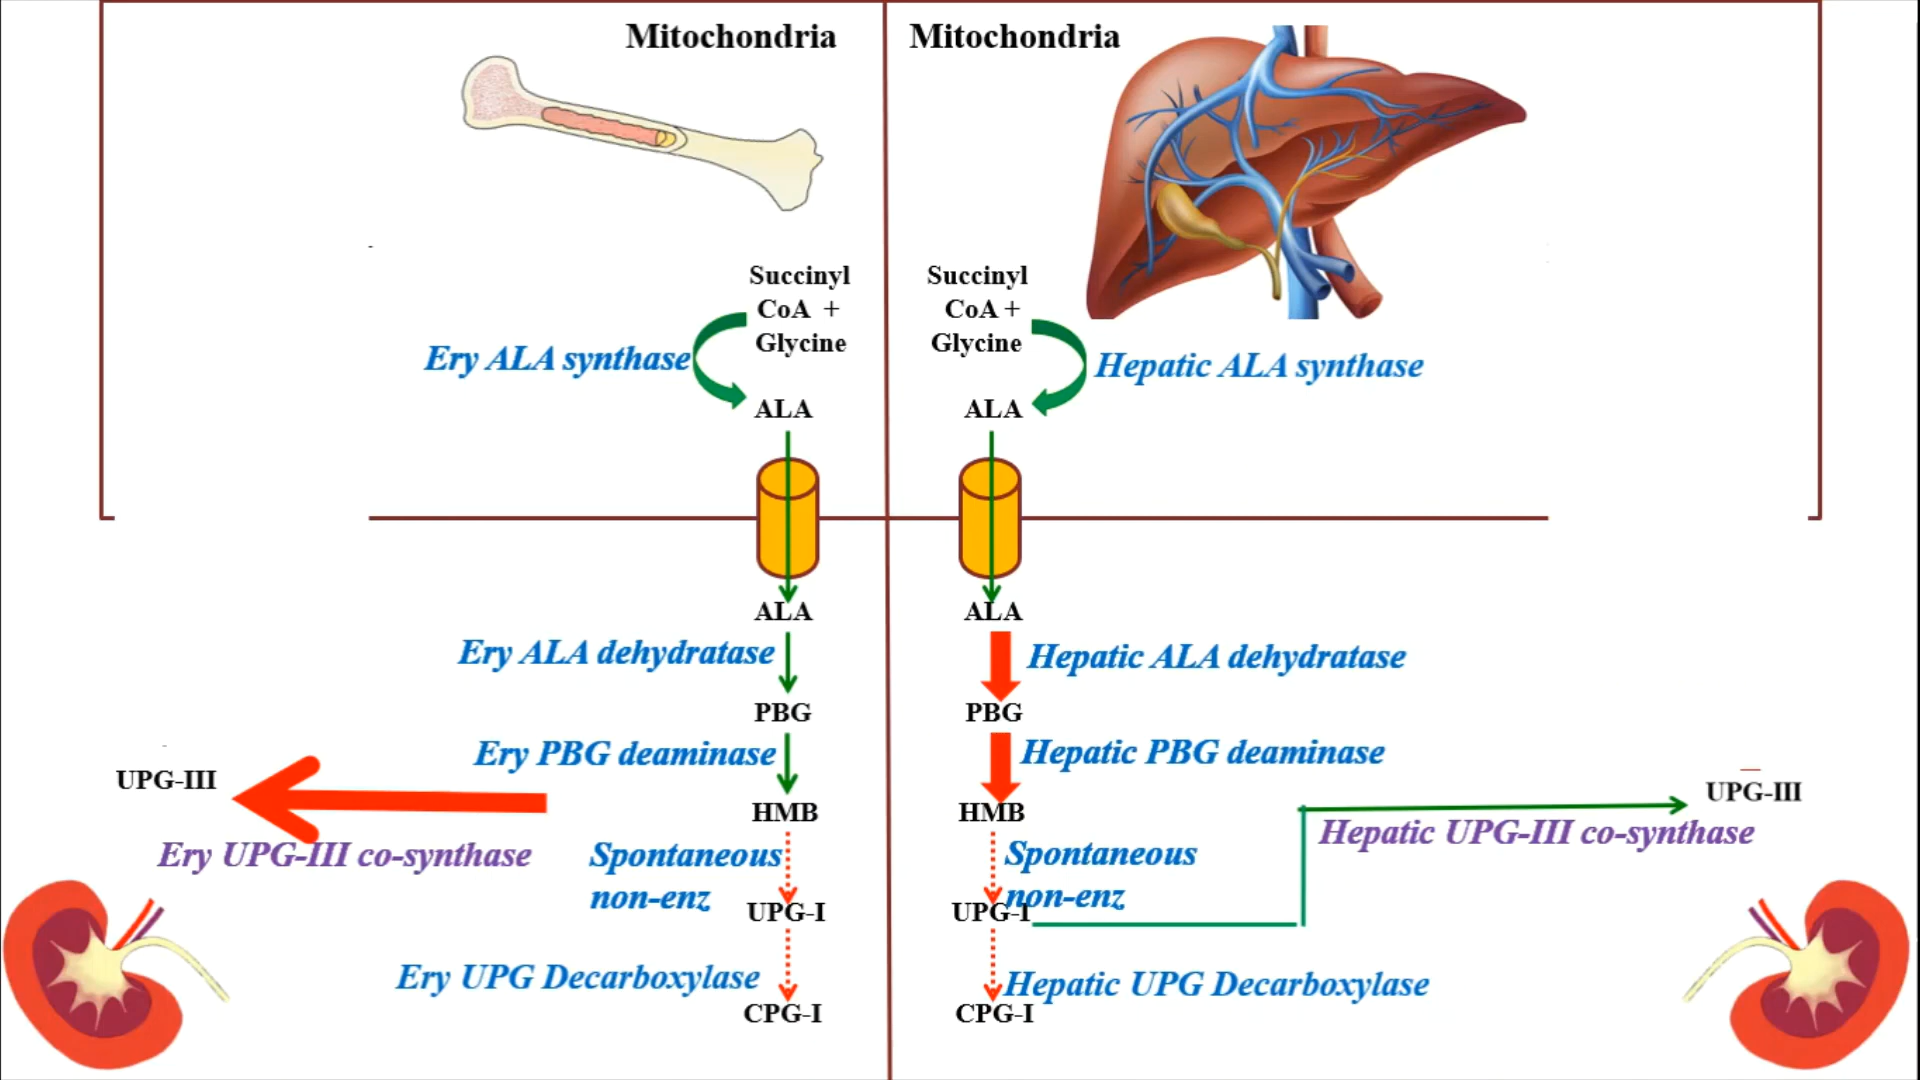 Mitochondria
Succinyl
CoA +
Glycine
Ery ALA synthase
ALA
ALA
Ery ALA dehydratase
PBG
Ery PBG deaminase
UPG-III
HMB
Ery UPG-III co-synthase
Spontaneous
non-enz
UPG-I
Ery UPG Decarboxylase
CPG-I
Mitochondria
Succinyl
CoA +
Glycine
Hepatic ALA synthase
ALA
ALA
Hepatic ALA dehydratase
PBG
Hepatic PBG deaminase
UPG-III
HMB
Hepatic UPG-III co-synthase
Spontaneous
non-enz
UPG-I
Hepatic UPG Decarboxylase
CPG-I